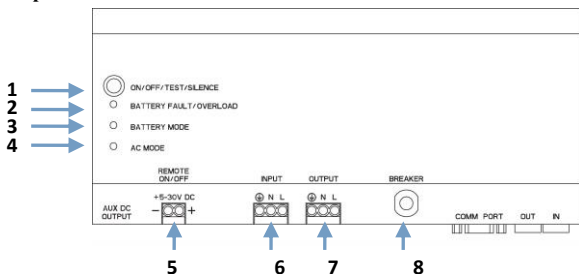 1 ON/OFF/TEST/SILENCE
2 BATTERY FAULT/OVERLOAD
3 BATTERY MODE
4 AC MODE
REMOTE
ON/OFF
INPUT OUTPUT BREAKER
+5-30V DC N L N L
AUX DC
OUTPUT
- +
COMM PORT OUT IN
5 6 7 8